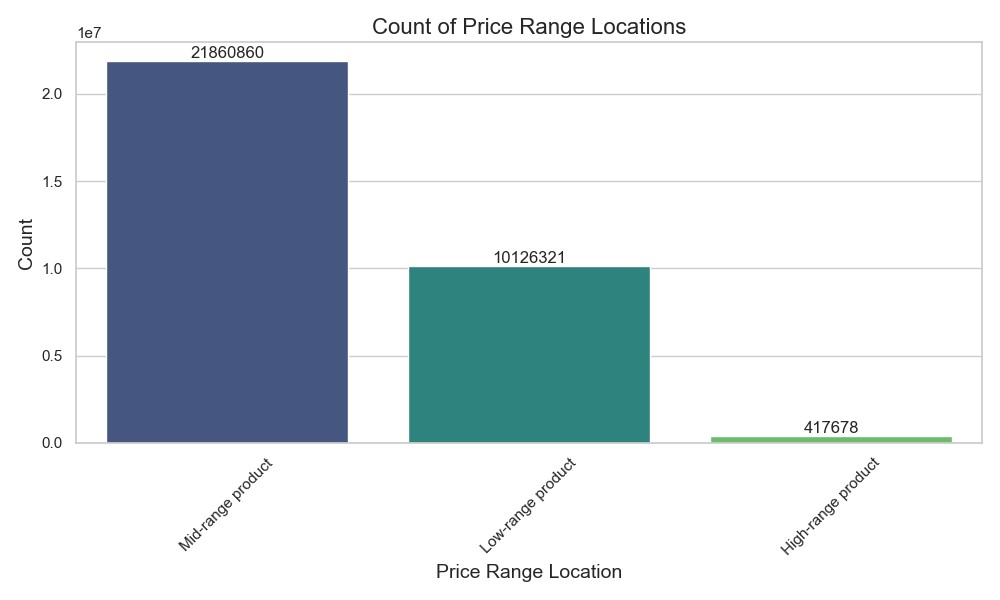 Count of Price Range Locations
1e7
21860860
10126321
417678
2.0
1.5
1.0
0.5
0.0
Count
Mid-range product
Low-range product
High-range product
Price Range Location